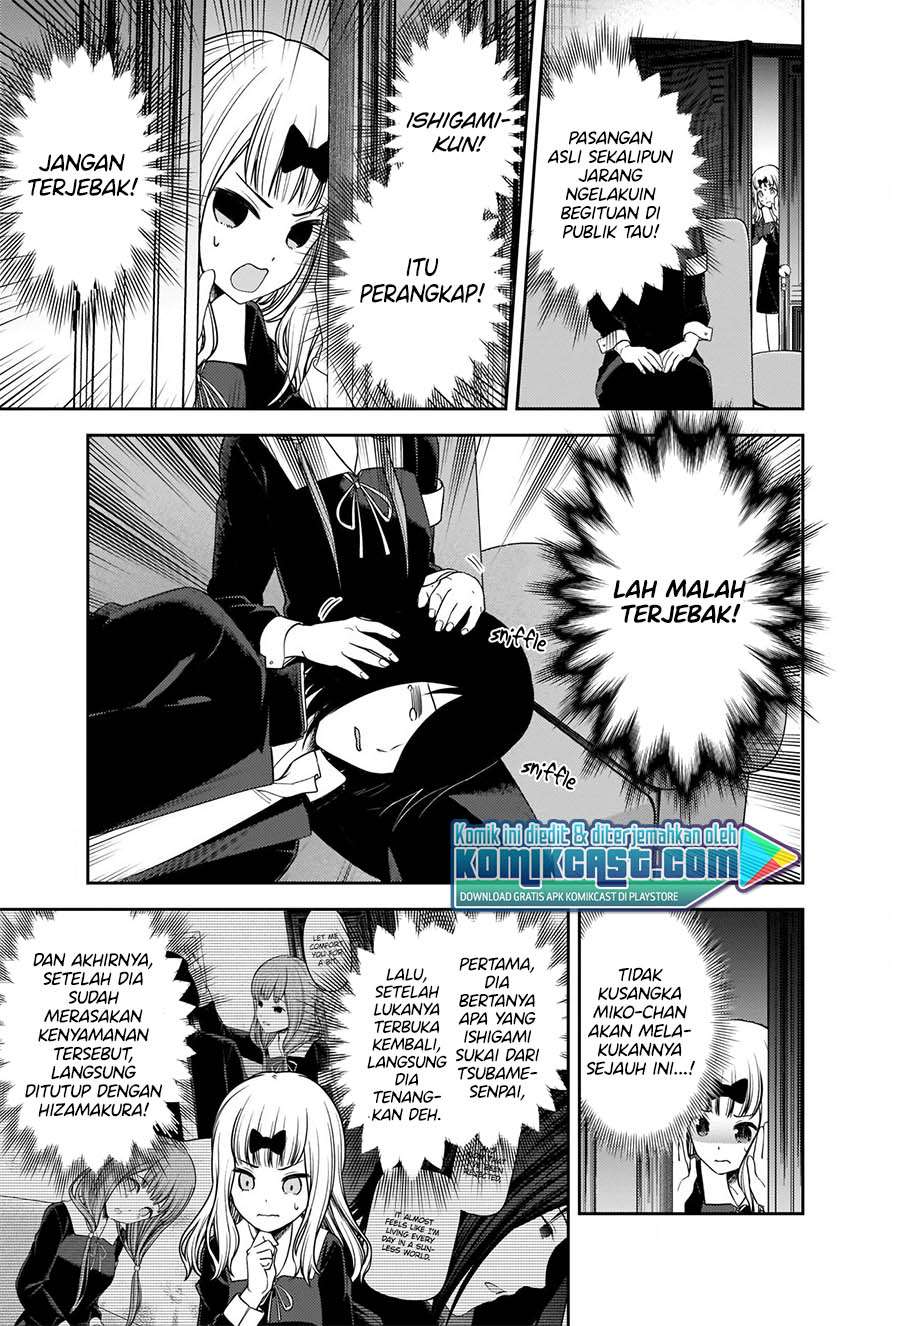 PASANGAN
ASLI SEKALIPUN
JARANG
NGELAKUIN
BEGITUAN DI
PUBLIK TAU!
ISHIGAMI-
KUN!
ITU
PERANGKAP!
JANGAN
TERJEBAK!
LAH MALAH
TERJEBAK!
sniffle
sniffle
Komik ini diedit & diterjemahkan oleh
KOMIKCAST.COM
DOWNLOAD GRATIS APK KOMIKCAST DI PLAYSTORE
TIDAK
KUSANGKA
MIKO-CHAN
AKAN MELA-
KUKANNYA
SEJAUH INI...!
PERTAMA,
DIA
BERTANYA
APA YANG
ISHIGAMI
SUKAI DARI
TSUBAME-
SENPAI,
LALU,
SETELAH
LUKANYA
TERBUKA
KEMBALI,
LANGSUNG
DIA
TENANG-
KAN DEH.
LET ME
COMFORT
YOU FOR
A BIT.
IT ALMOST
FEELS LIKE I'M
LIVING EVERY
DAY IN A SUN-
LESS WORLD.
DAN AKHIRNYA,
SETELAH DIA
SUDAH
MERASAKAN
KENYAMANAN
TERSEBUT,
LANGSUNG
DITUTUP DENGAN
HIZAMAKURA!